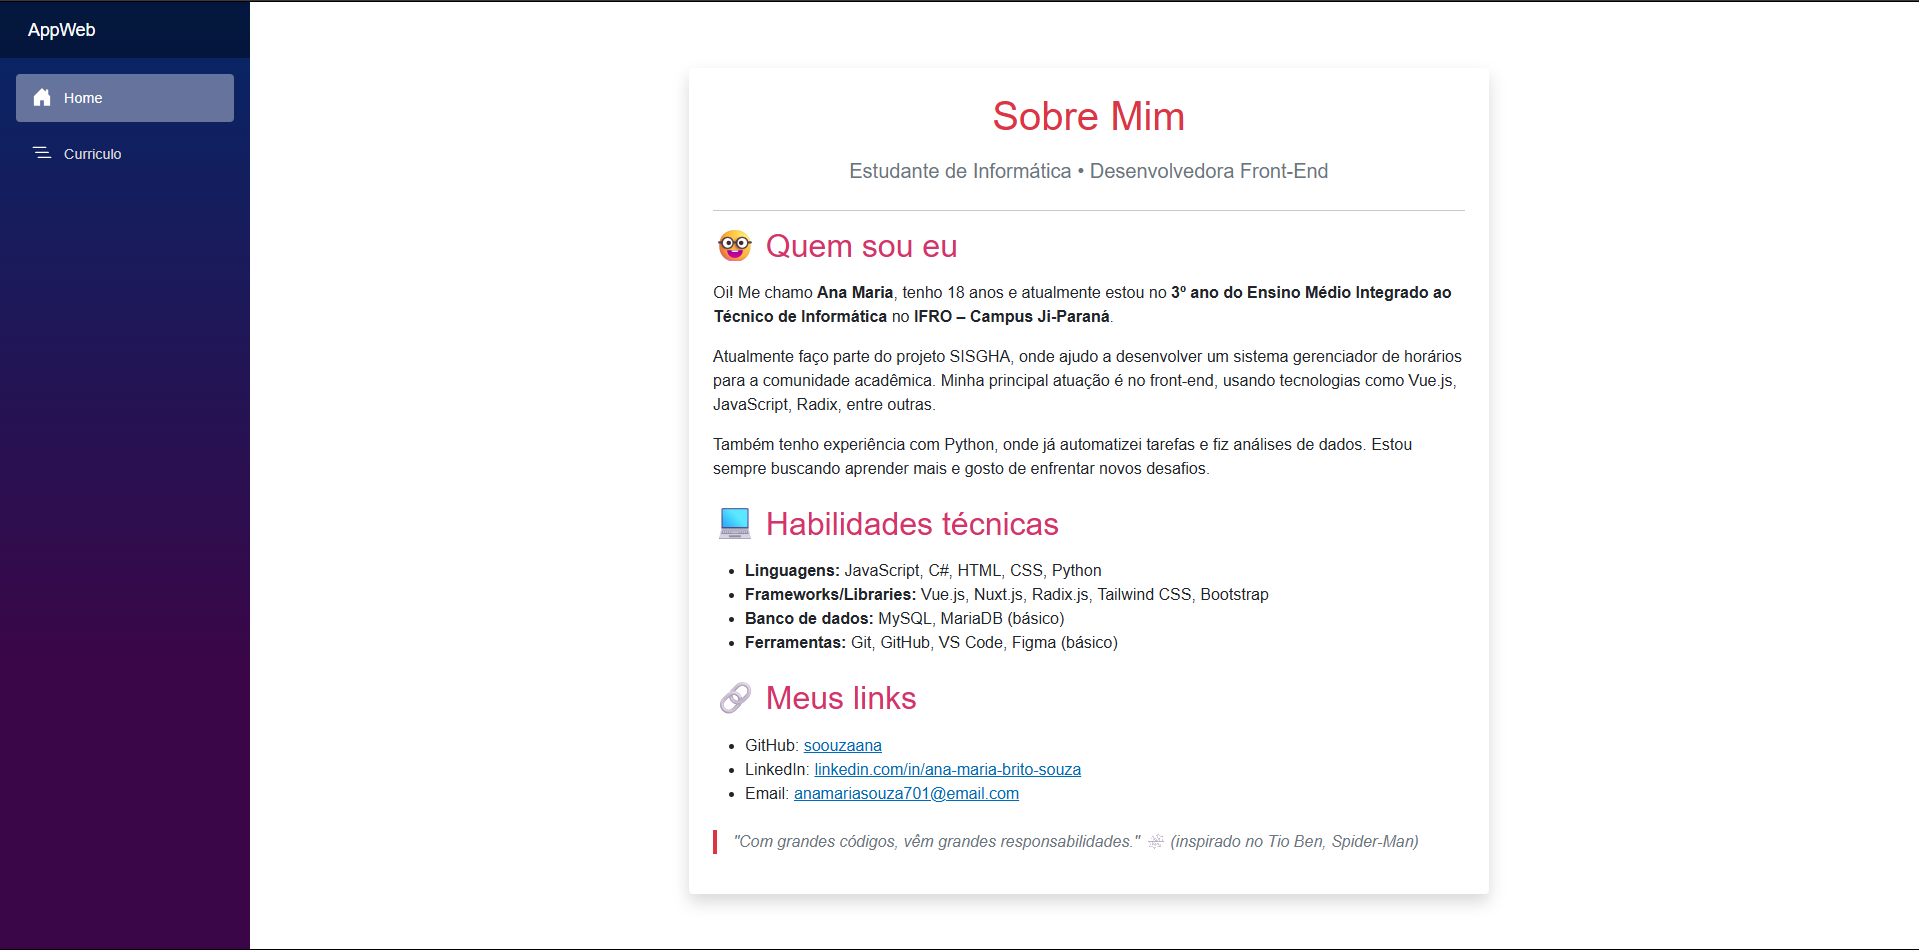 AppWeb
Home
Curriculo
Sobre Mim
Estudante de Informática • Desenvolvedora Front-End
Quem sou eu
Oi! Me chamo Ana Maria, tenho 18 anos e atualmente estou no 3º ano do Ensino Médio Integrado ao
Técnico de Informática no IFRO – Campus Ji-Paraná.
Atualmente faço parte do projeto SISGHA, onde ajudo a desenvolver um sistema gerenciador de horários
para a comunidade acadêmica. Minha principal atuação é no front-end, usando tecnologias como Vue.js,
JavaScript, Radix, entre outras.
Também tenho experiência com Python, onde já automatizei tarefas e fiz análises de dados. Estou
sempre buscando aprender mais e gosto de enfrentar novos desafios.
Habilidades técnicas
• Linguagens: JavaScript, C#, HTML, CSS, Python
• Frameworks/Libraries: Vue.js, Nuxt.js, Radix.js, Tailwind CSS, Bootstrap
• Banco de dados: MySQL, MariaDB (básico)
• Ferramentas: Git, GitHub, VS Code, Figma (básico)
Meus links
• GitHub: soouzaana
• LinkedIn: linkedin.com/in/ana-maria-brito-souza
• Email: anamariasouza701@email.com
"Com grandes códigos, vêm grandes responsabilidades." 🕸 (inspirado no Tio Ben, Spider-Man)